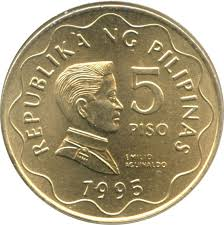 REPUBLIKA NG PILIPINAS
5
PISO
EMILIO
AGUINALDO
1995